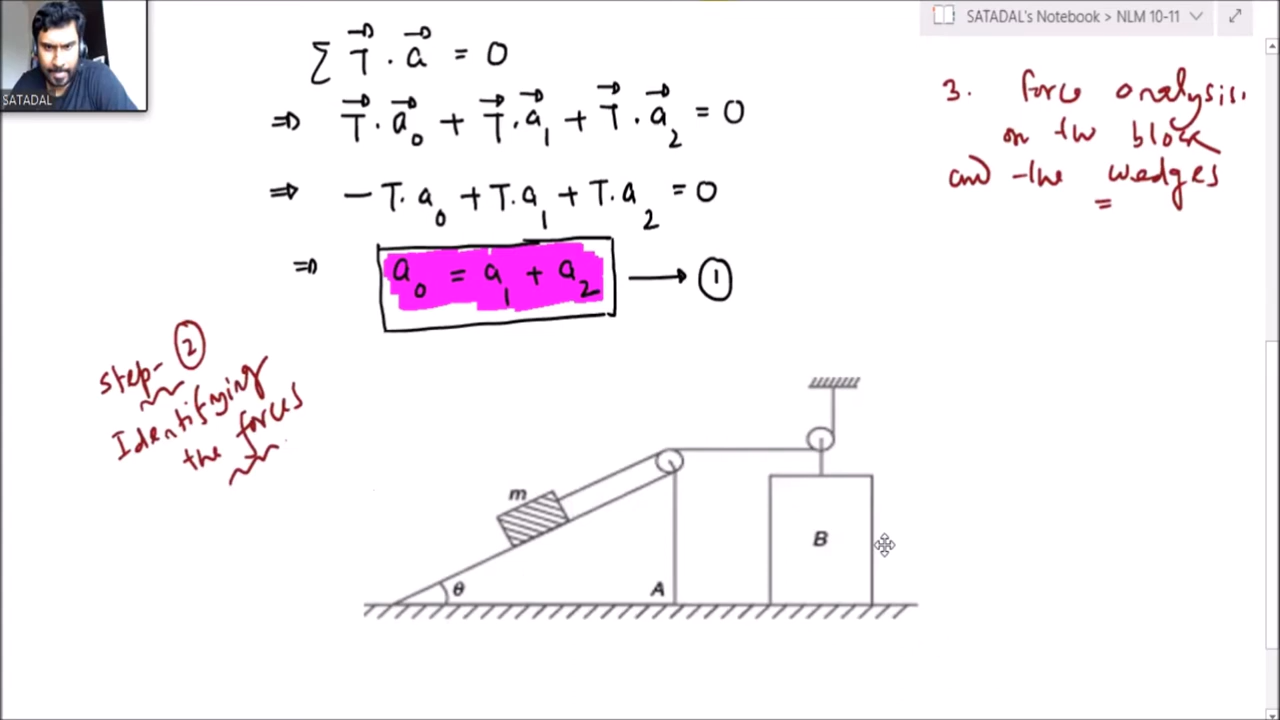 SATADAL
SATADAL's Notebook > NLM 10-11
∑ T⃗ · a⃗ = 0
⇒ T⃗ · a⃗₀ + T⃗ · a⃗₁ + T⃗ · a⃗₂ = 0
⇒ − T · a₀ + T · a₁ + T · a₂ = 0
⇒ a₀ = a₁ + a₂ → ①
3. Force analysis.
on the block
and the wedges
step- ②
Identifying
the forces
m
θ
A
B